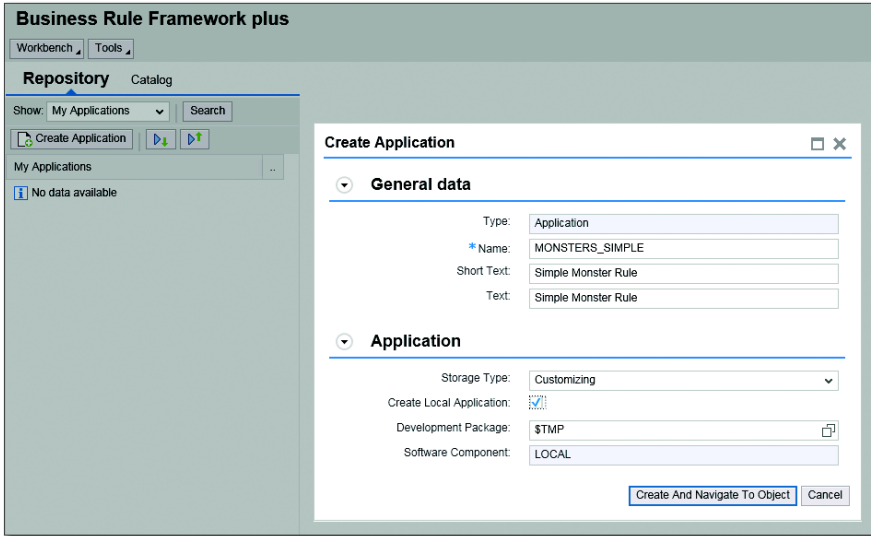 Business Rule Framework plus
Workbench Tools
Repository Catalog
Show: My Applications Search
Create Application
My Applications ..
No data available
Create Application
General data
Type: Application
* Name: MONSTERS_SIMPLE
Short Text: Simple Monster Rule
Text: Simple Monster Rule
Application
Storage Type: Customizing
Create Local Application:
Development Package: $TMP
Software Component: LOCAL
Create And Navigate To Object Cancel